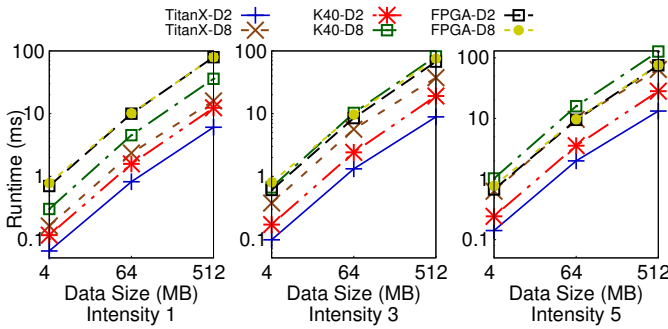 TitanX-D2 K40-D2 FPGA-D2
TitanX-D8 K40-D8 FPGA-D8
Runtime (ms)
100
10
1
0.1
4 64 512
Data Size (MB)
Intensity 1
100
10
1
0.1
4 64 512
Data Size (MB)
Intensity 3
100
10
1
0.1
4 64 512
Data Size (MB)
Intensity 5